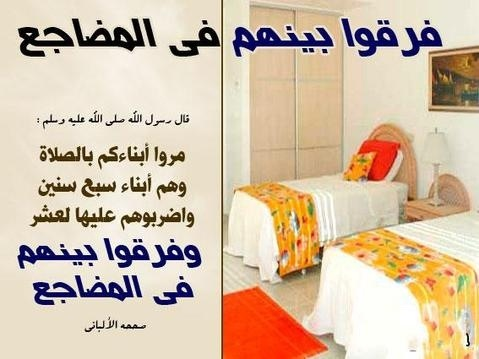 فرقوا بينهم فى المضاجع
قال رسول الله صلى الله عليه وسلم :
مروا أبناءكم بالصلاة
وهم أبناء سبع سنين
واضربوهم عليها لعشر
وفرقوا بينهم
فى المضاجع
صححه الألبانى